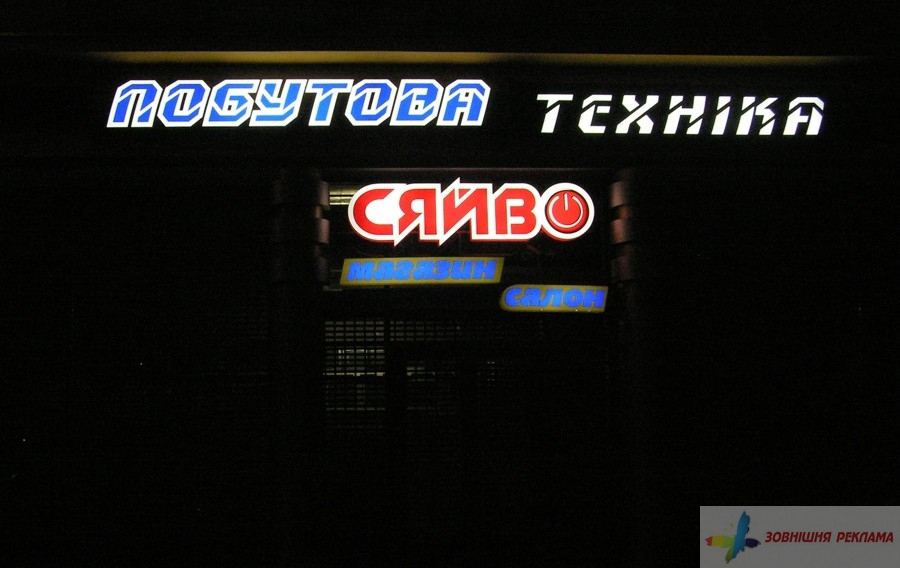 ПОБУТОВА ТЕХНІКА
СЯЙВО
магазин
салон
ЗОВНІШНЯ РЕКЛАМА